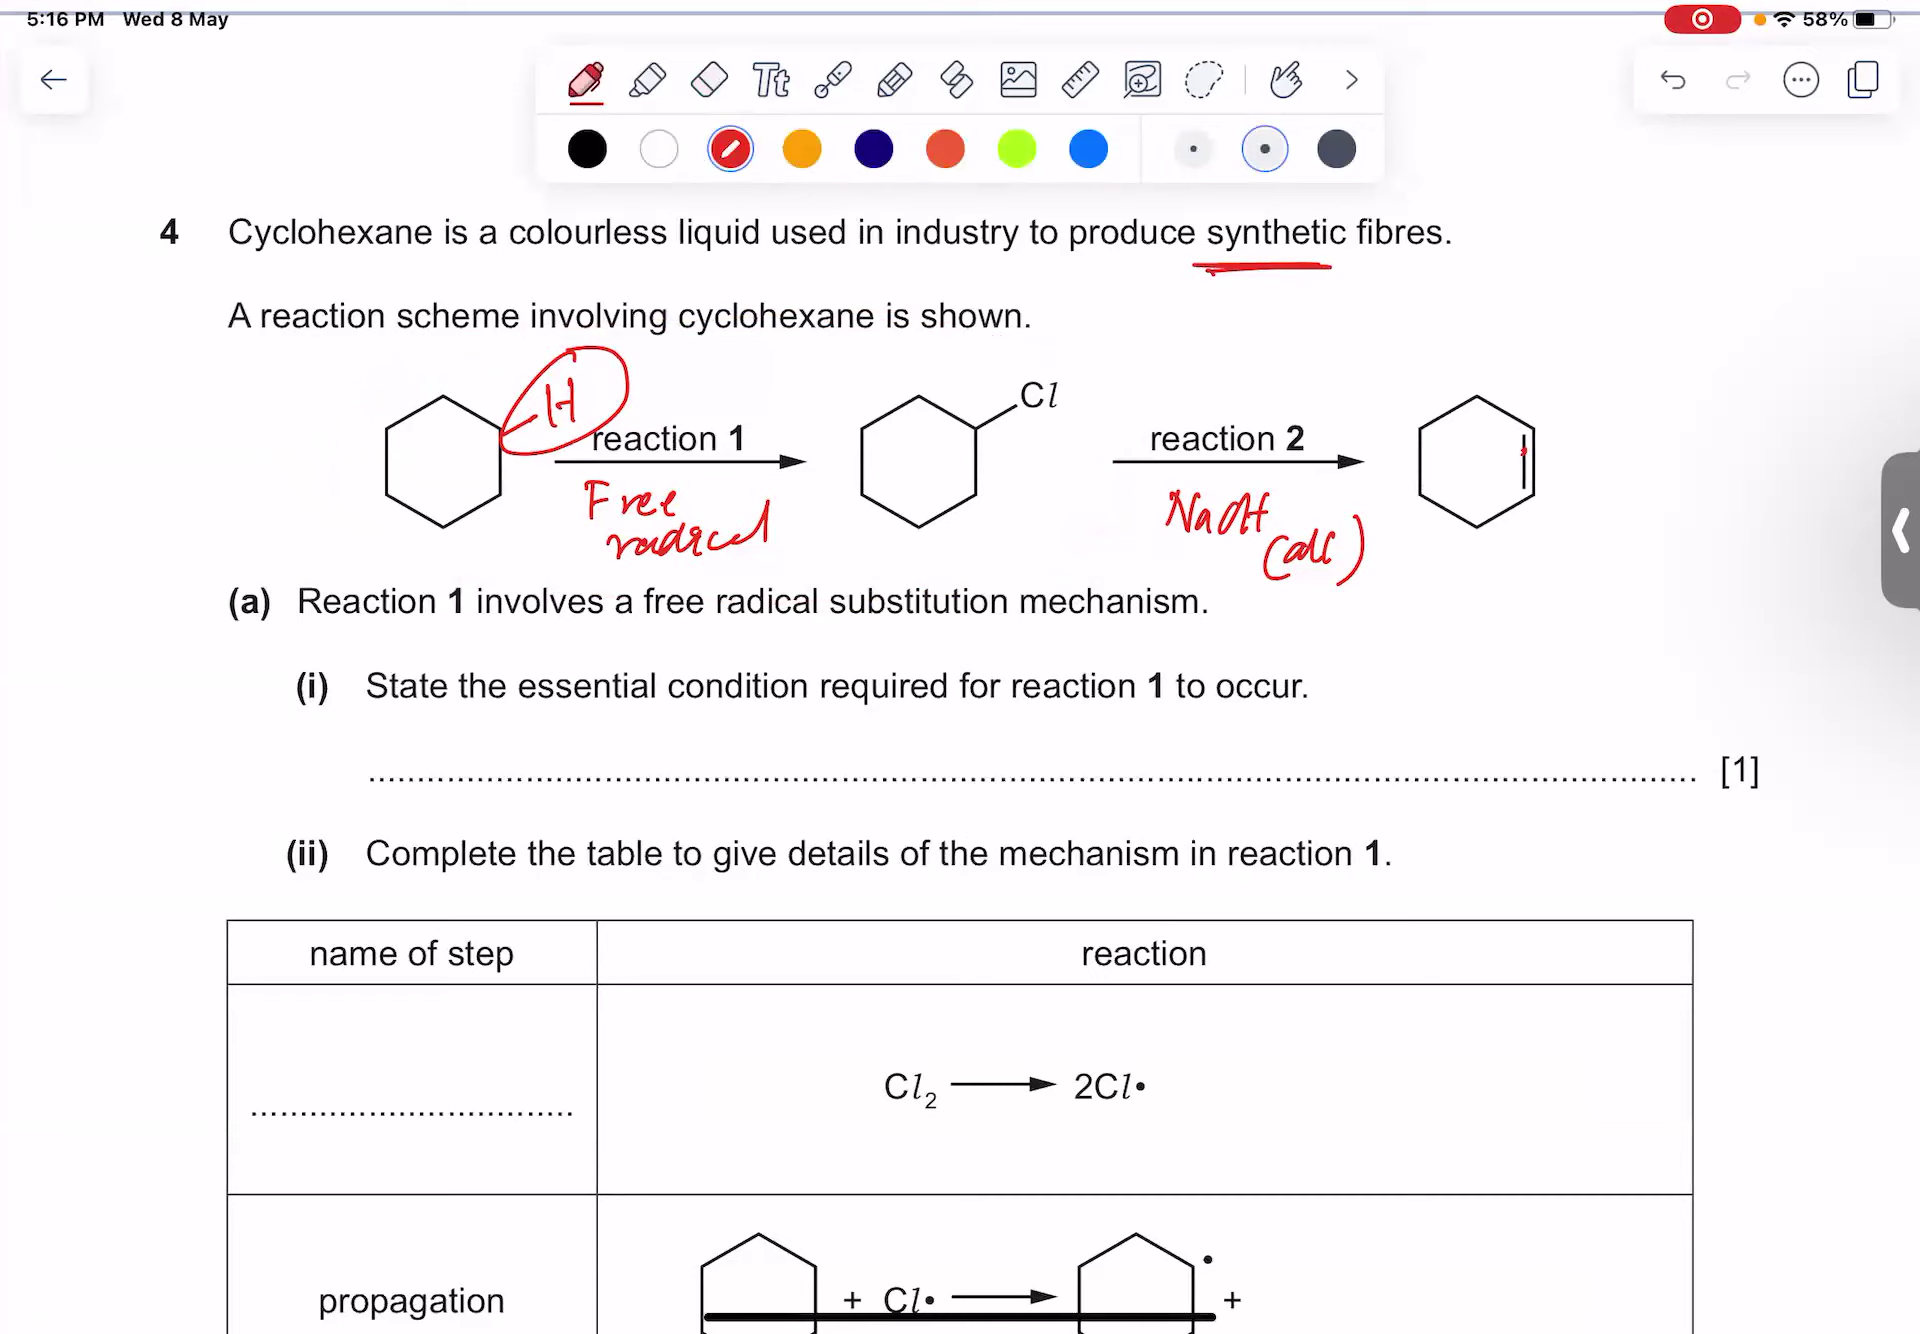 5:16 PM Wed 8 May
58%
Tt
4 Cyclohexane is a colourless liquid used in industry to produce synthetic fibres.
A reaction scheme involving cyclohexane is shown.
H
Cl
reaction 1
reaction 2
Free
radical
NaOH
(alc)
(a) Reaction 1 involves a free radical substitution mechanism.
(i) State the essential condition required for reaction 1 to occur.
[1]
(ii) Complete the table to give details of the mechanism in reaction 1.
name of step reaction
Cl₂ → 2Cl•
propagation + Cl• → • +